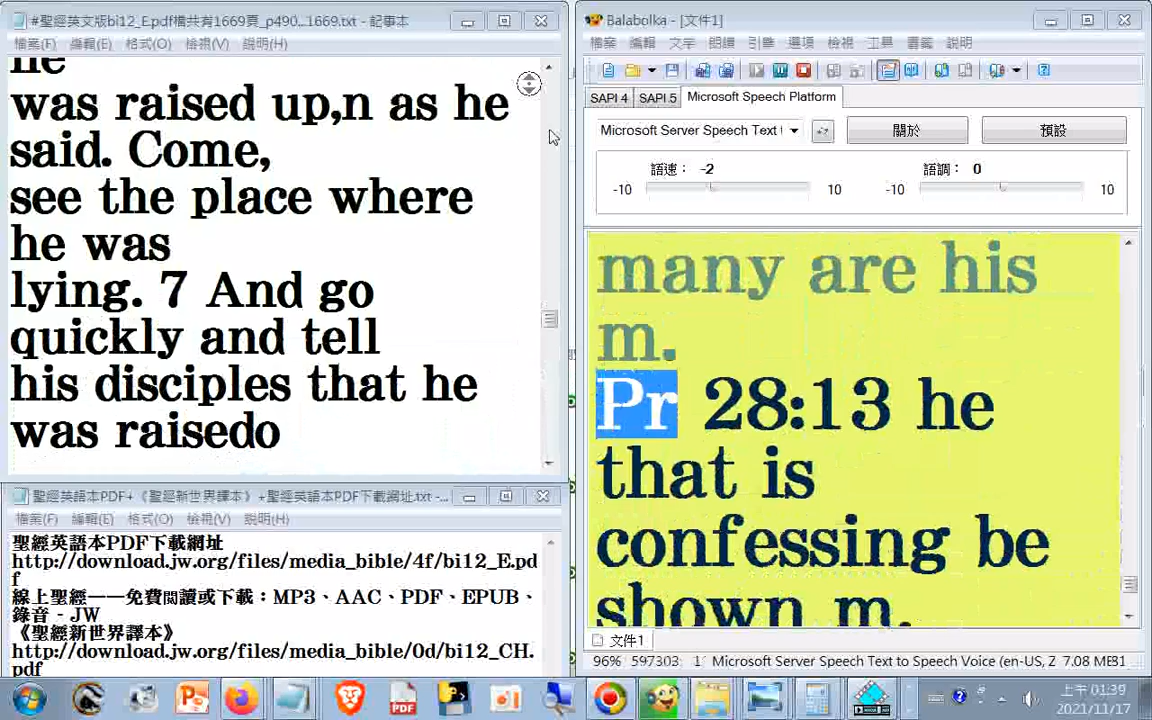 #聖經英文版bi12_E.pdf檔共有1669頁_p490...1669.txt - 記事本
檔案(F) 編輯(E) 格式(O) 檢視(V) 說明(H)
he
was raised up,n as he
said. Come,
see the place where
he was
lying. 7 And go
quickly and tell
his disciples that he
was raisedo
聖經英語本PDF+《聖經新世界譯本》+聖經英語本PDF下載網址.txt -...
檔案(F) 編輯(E) 格式(O) 檢視(V) 說明(H)
聖經英語本PDF下載網址
http://download.jw.org/files/media_bible/4f/bi12_E.pd
f
線上聖經——免費閱讀或下載：MP3、AAC、PDF、EPUB、
錄音 - JW
《聖經新世界譯本》
http://download.jw.org/files/media_bible/0d/bi12_CH.
pdf
Balabolka - [文件1]
檔案 編輯 文字 朗讀 引擎 選項 檢視 工具 書籤 說明
SAPI 4 SAPI 5 Microsoft Speech Platform
Microsoft Server Speech Text 關於 預設
語速： -2 語調： 0
-10 10 -10 10
many are his
m.
Pr 28:13 he
that is
confessing be
shown m.
文件1
96% 597303: 1 Microsoft Server Speech Text to Speech Voice (en-US, Z 7.08 MB
上午 01:39
2021/11/17